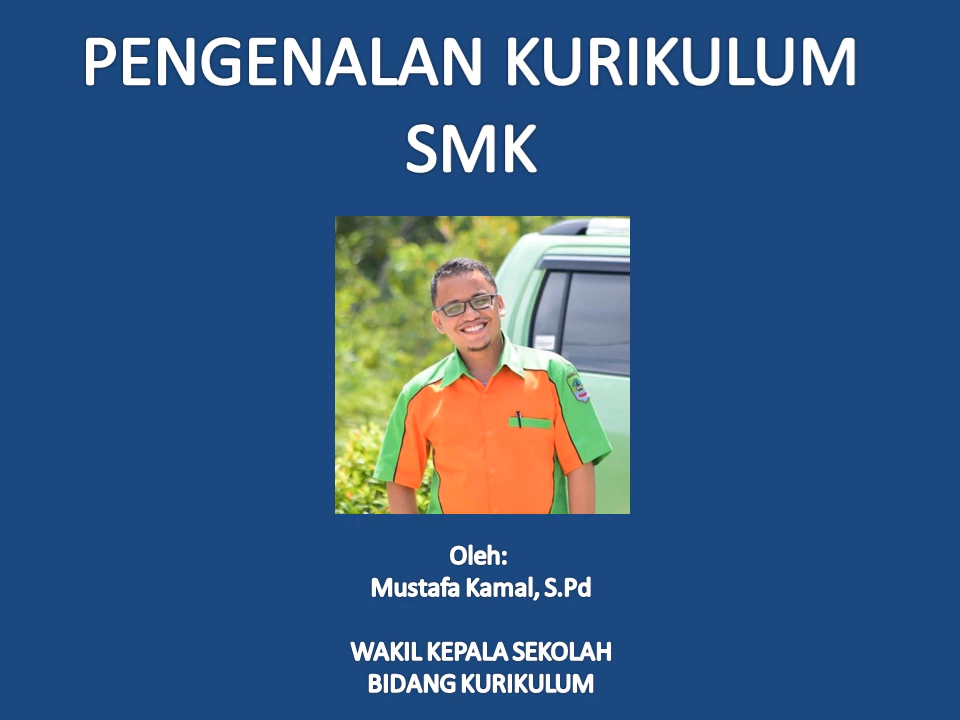 PENGENALAN KURIKULUM
SMK
Oleh:
Mustafa Kamal, S.Pd
WAKIL KEPALA SEKOLAH
BIDANG KURIKULUM